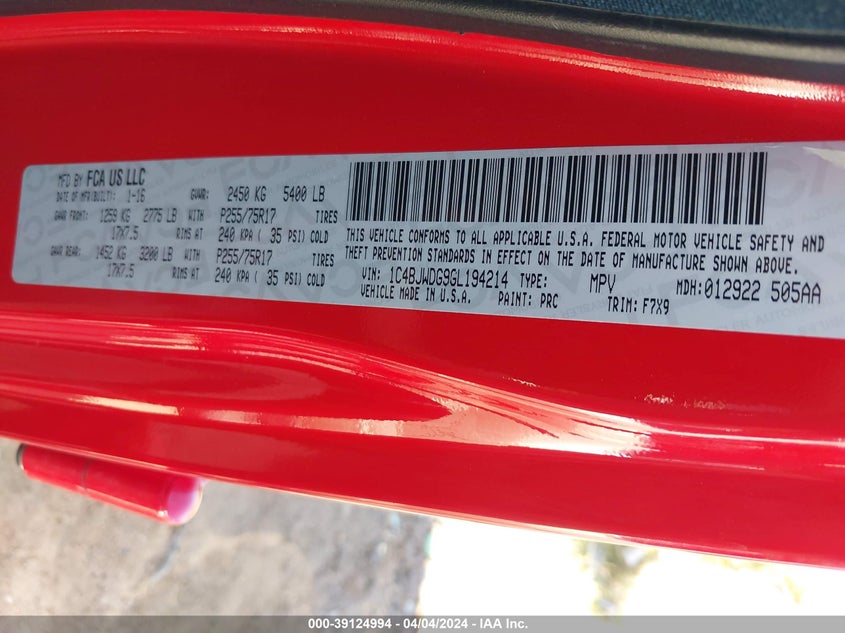 MFD BY FCA US LLC
DATE OF MFR(BUILT): 1-16 GVWR: 2450 KG 5400 LB
GAWR FRONT: 1259 KG 2775 LB WITH P255/75R17 TIRES
17X7.5 RIMS AT 240 KPA ( 35 PSI) COLD
GAWR REAR: 1452 KG 3200 LB WITH P255/75R17 TIRES
17X7.5 RIMS AT 240 KPA ( 35 PSI) COLD
THIS VEHICLE CONFORMS TO ALL APPLICABLE U.S.A. FEDERAL MOTOR VEHICLE SAFETY AND
THEFT PREVENTION STANDARDS IN EFFECT ON THE DATE OF MANUFACTURE SHOWN ABOVE.
VIN: 1C4BJWDG9GL194214 TYPE: MPV MDH:012922 505AA
VEHICLE MADE IN U.S.A. PAINT: PRC TRIM: F7X9
000-39124994 - 04/04/2024 - IAA Inc.